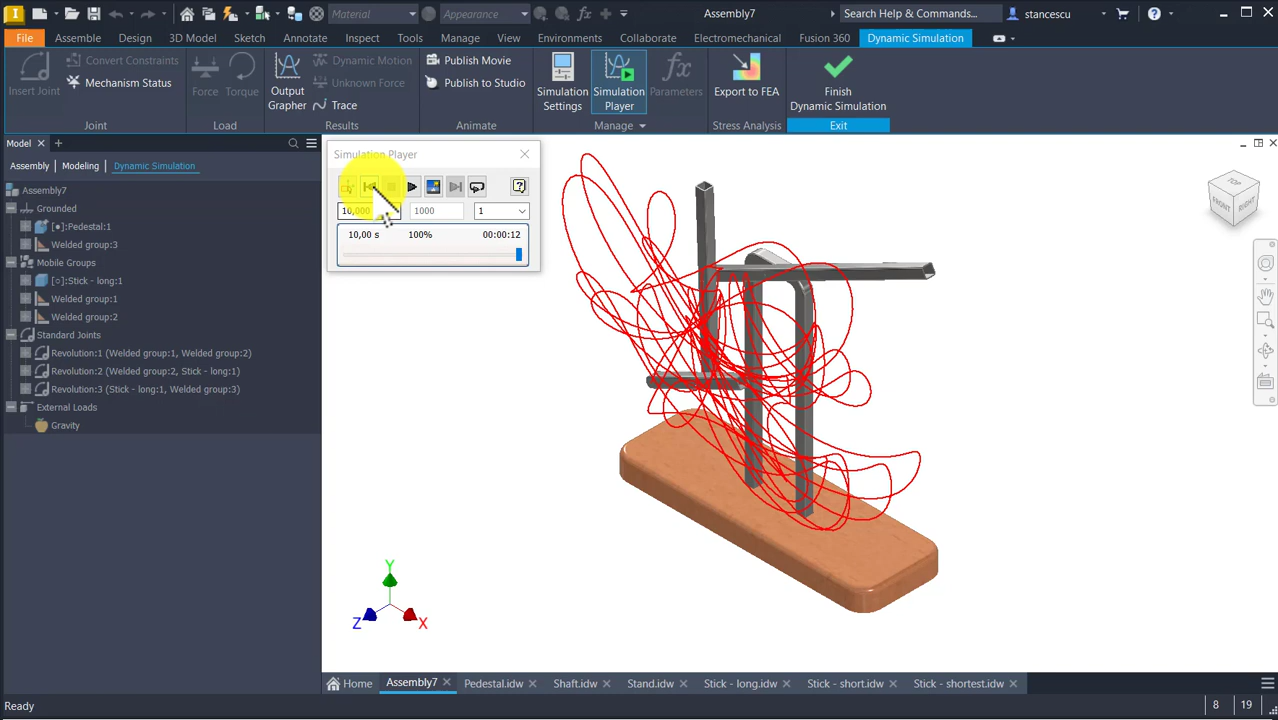 Material
Appearance
Assembly7
Search Help & Commands...
stancescu
File
Assemble
Design
3D Model
Sketch
Annotate
Inspect
Tools
Manage
View
Environments
Collaborate
Electromechanical
Fusion 360
Dynamic Simulation
Insert Joint
Convert Constraints
Mechanism Status
Force
Torque
Output
Grapher
Dynamic Motion
Unknown Force
Trace
Publish Movie
Publish to Studio
Simulation
Settings
Simulation
Player
Parameters
Export to FEA
Finish
Dynamic Simulation
Joint
Load
Results
Animate
Manage
Stress Analysis
Exit
Model
Assembly
Modeling
Dynamic Simulation
Assembly7
Grounded
[●]:Pedestal:1
Welded group:3
Mobile Groups
[○]:Stick - long:1
Welded group:1
Welded group:2
Standard Joints
Revolution:1 (Welded group:1, Welded group:2)
Revolution:2 (Welded group:2, Stick - long:1)
Revolution:3 (Stick - long:1, Welded group:3)
External Loads
Gravity
Simulation Player
10,000
1000
1
10,00 s
100%
00:00:12
TOP
FRONT
RIGHT
Y
Z
X
Home
Assembly7
Pedestal.idw
Shaft.idw
Stand.idw
Stick - long.idw
Stick - short.idw
Stick - shortest.idw
Ready
8
19